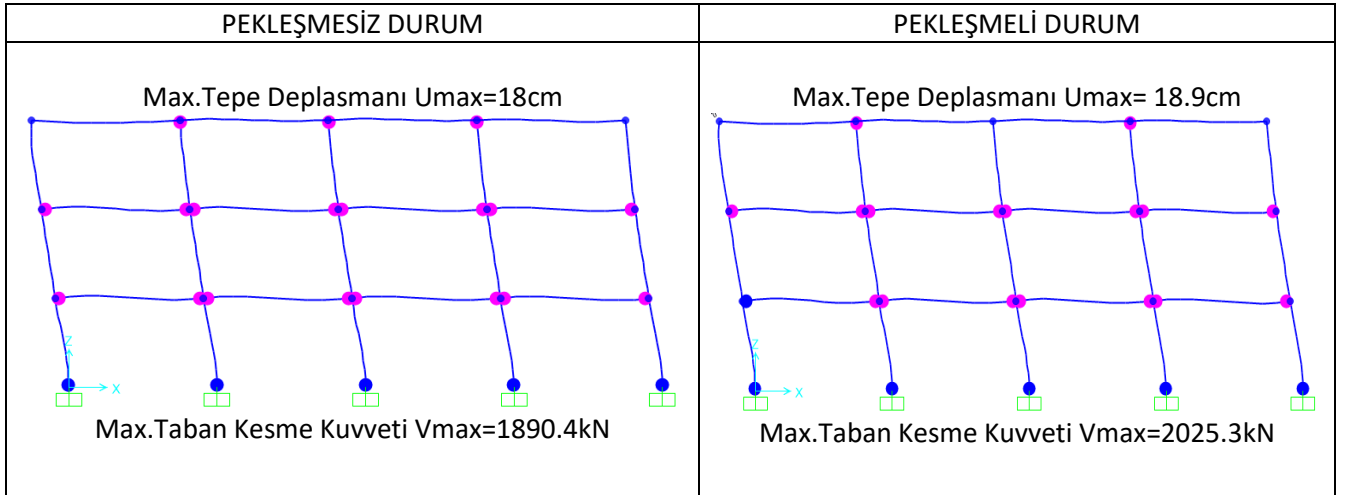 PEKLEŞMESİZ DURUM
PEKLEŞMELİ DURUM
Max.Tepe Deplasmanı Umax=18cm
Max.Tepe Deplasmanı Umax= 18.9cm
Z
X
Z
X
Max.Taban Kesme Kuvveti Vmax=1890.4kN
Max.Taban Kesme Kuvveti Vmax=2025.3kN